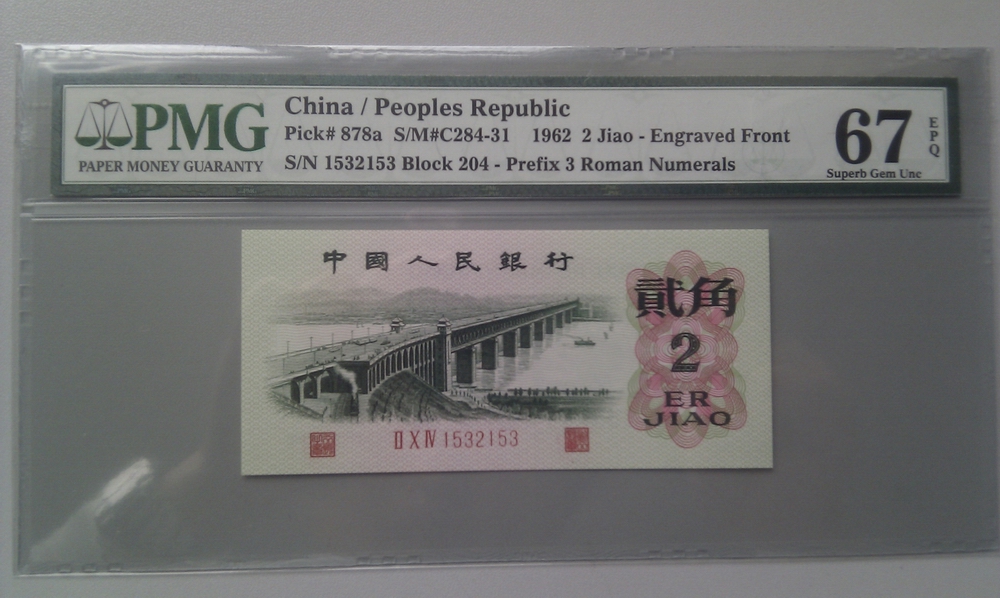 PMG
PAPER MONEY GUARANTY
China / Peoples Republic
Pick# 878a S/M#C284-31 1962 2 Jiao - Engraved Front
S/N 1532153 Block 204 - Prefix 3 Roman Numerals
67
EPQ
Superb Gem Unc
中國人民銀行
貳角
2
ER
JIAO
ⅡⅩⅣ 1532153